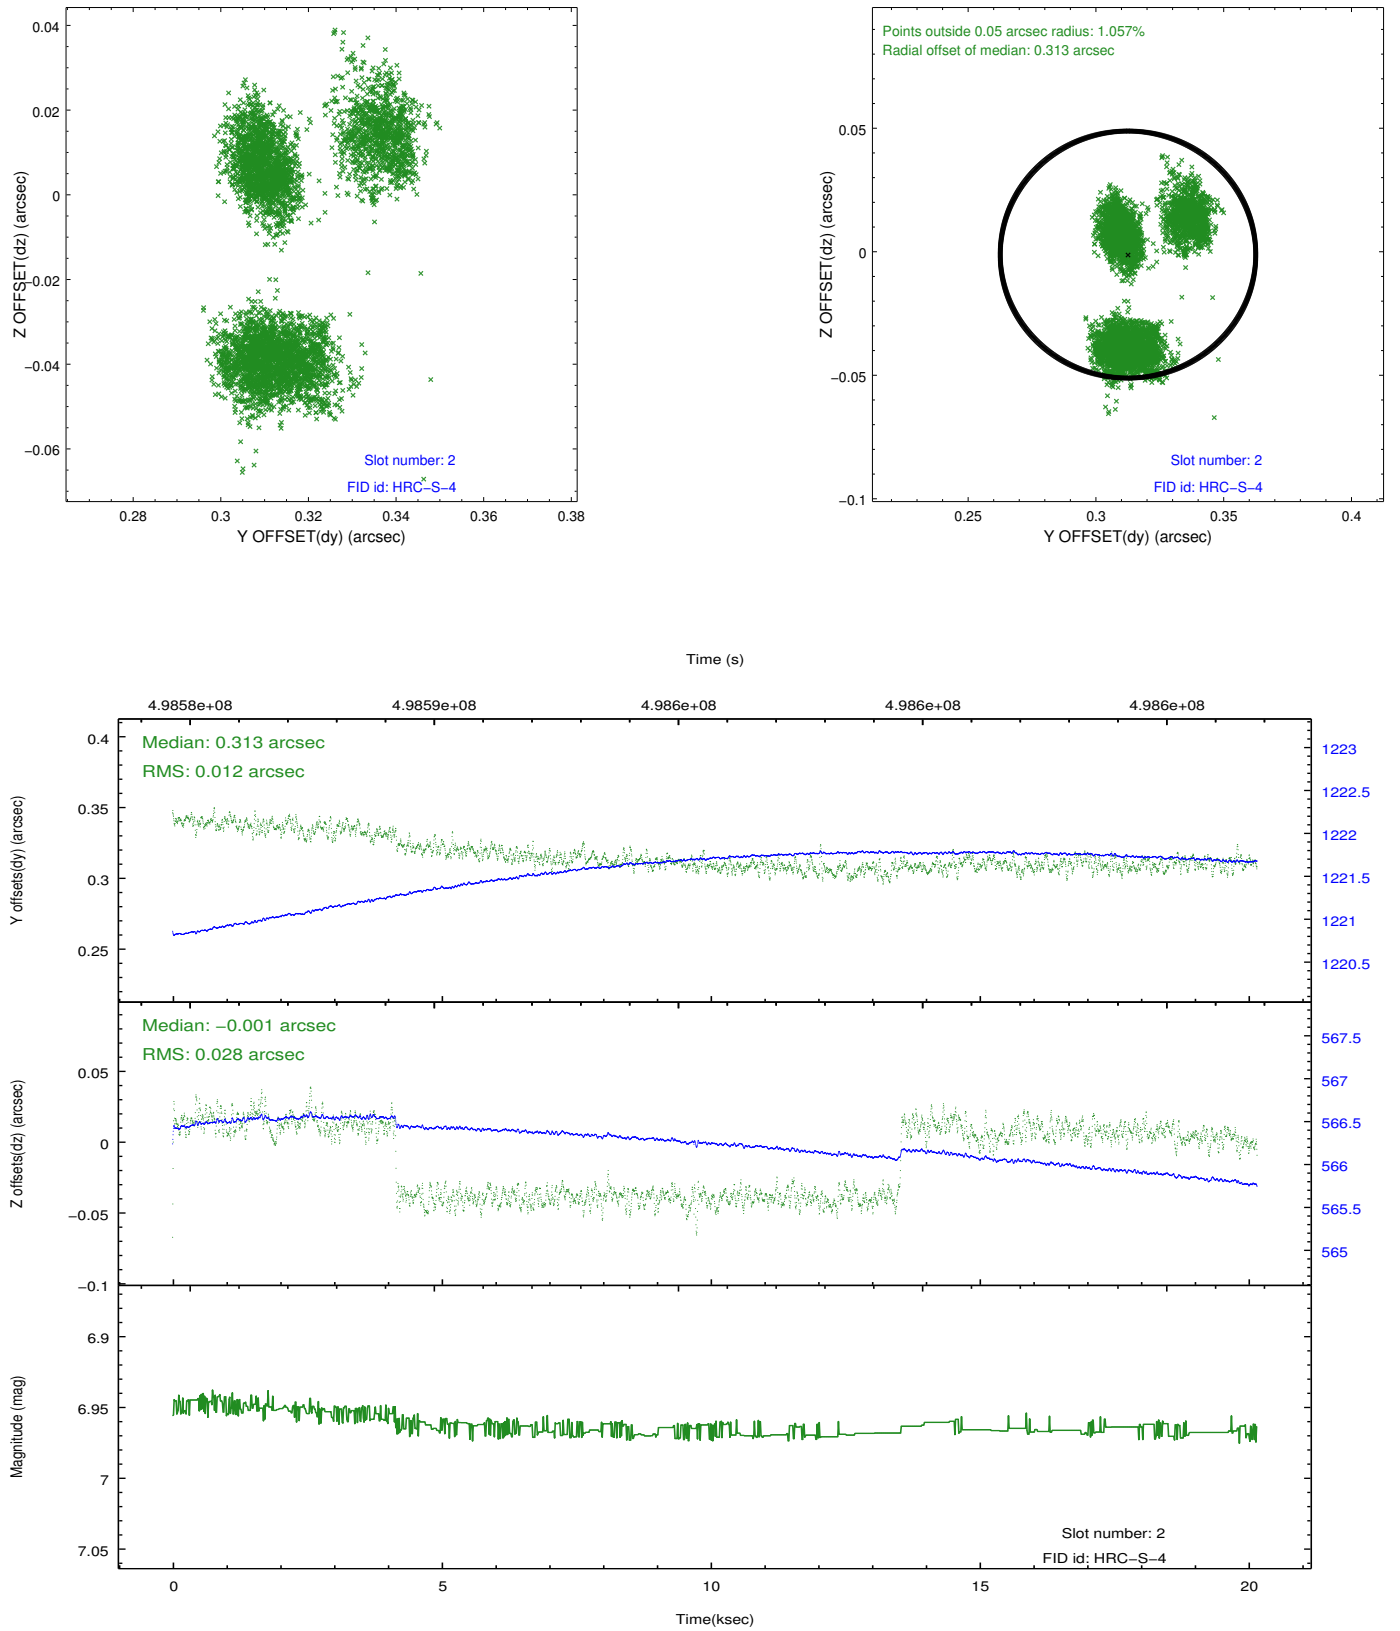 0.04
0.02
0
−0.02
−0.04
−0.06
Z OFFSET(dz) (arcsec)
Slot number: 2
FID id: HRC−S−4
0.28
0.3
0.32
0.34
0.36
0.38
Y OFFSET(dy) (arcsec)
Points outside 0.05 arcsec radius: 1.057%
Radial offset of median: 0.313 arcsec
0.05
0
−0.05
−0.1
Z OFFSET(dz) (arcsec)
Slot number: 2
FID id: HRC−S−4
0.25
0.3
0.35
0.4
Y OFFSET(dy) (arcsec)
Time (s)
4.9858e+08
4.9859e+08
4.986e+08
4.986e+08
4.986e+08
Median: 0.313 arcsec
RMS: 0.012 arcsec
0.4
0.35
0.3
0.25
Y offsets(dy) (arcsec)
1223
1222.5
1222
1221.5
1221
1220.5
Median: −0.001 arcsec
RMS: 0.028 arcsec
0.05
0
−0.05
−0.1
Z offsets(dz) (arcsec)
567.5
567
566.5
566
565.5
565
6.9
6.95
7
7.05
Magnitude (mag)
Slot number: 2
FID id: HRC−S−4
0
5
10
15
20
Time(ksec)